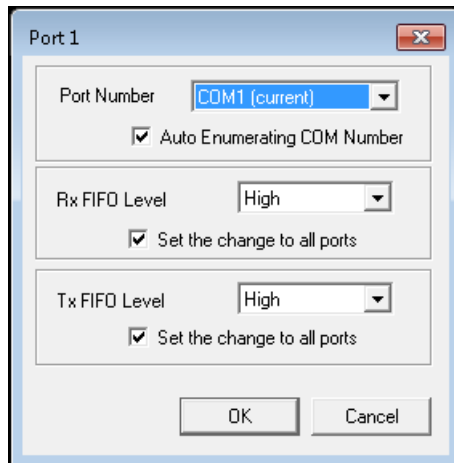 Port 1
Port Number COM1 (current)
Auto Enumerating COM Number
Rx FIFO Level High
Set the change to all ports
Tx FIFO Level High
Set the change to all ports
OK Cancel